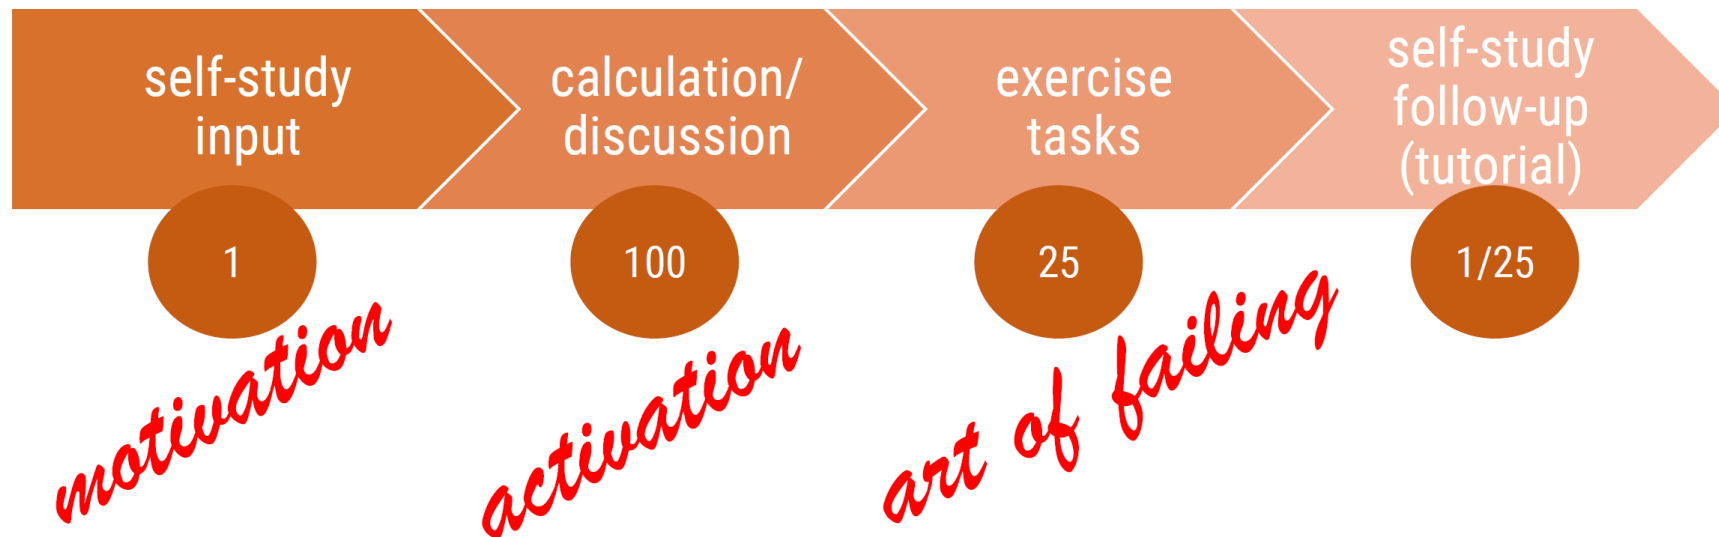 self-study
input
calculation/
discussion
exercise
tasks
self-study
follow-up
(tutorial)
1
100
25
1/25
motivation
activation
art of failing